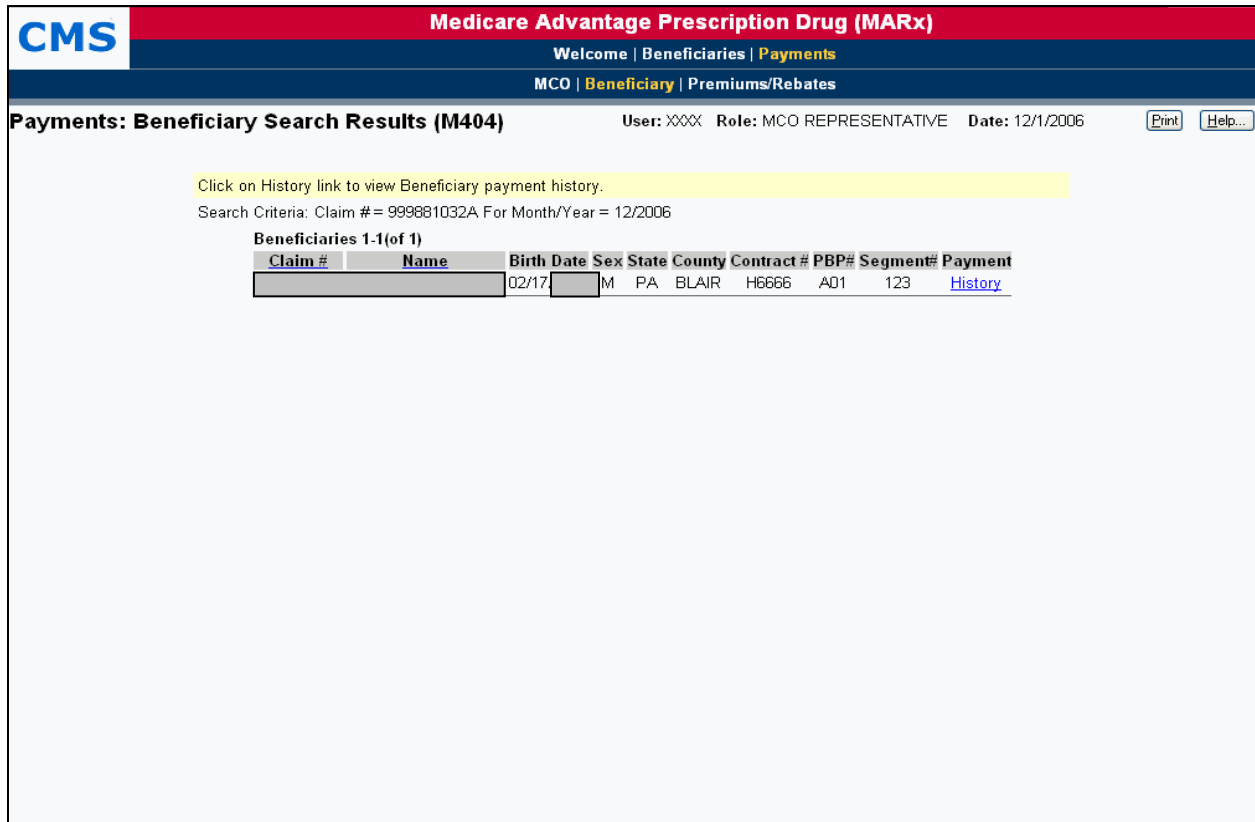 CMS
Medicare Advantage Prescription Drug (MARx)
Welcome | Beneficiaries | Payments
MCO | Beneficiary | Premiums/Rebates
Payments: Beneficiary Search Results (M404) User: XXXX Role: MCO REPRESENTATIVE Date: 12/1/2006 Print Help...
Click on History link to view Beneficiary payment history.
Search Criteria: Claim # = 999881032A For Month/Year = 12/2006
Beneficiaries 1-1(of 1)
Claim # Name Birth Date Sex State County Contract # PBP# Segment# Payment
02/17 M PA BLAIR H6666 A01 123 History